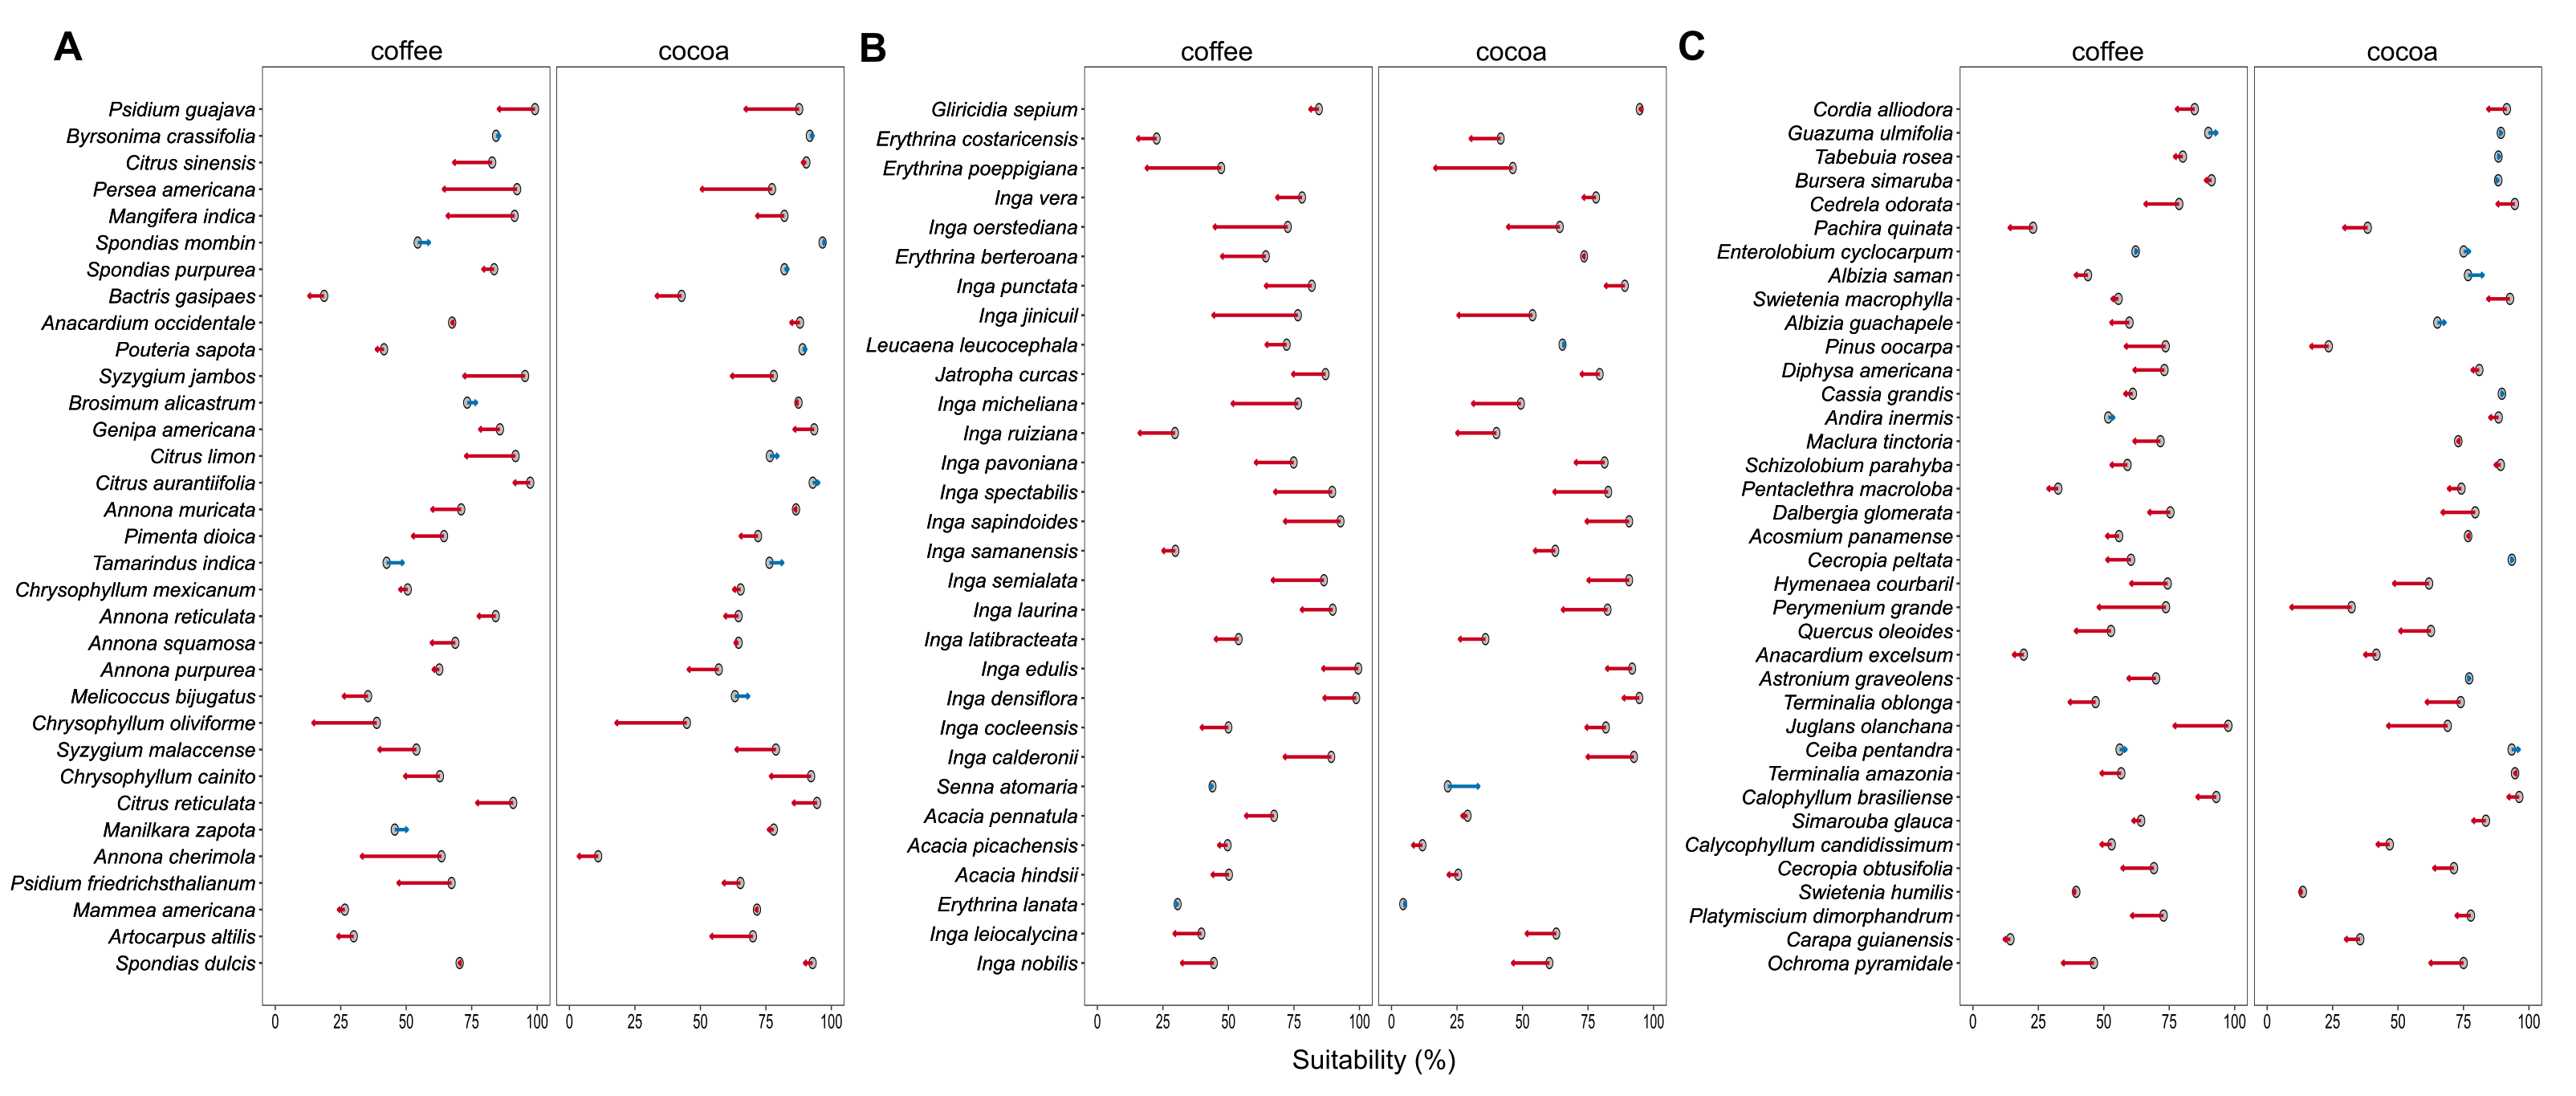 A
coffee
cocoa
Psidium guajava
Byrsonima crassifolia
Citrus sinensis
Persea americana
Mangifera indica
Spondias mombin
Spondias purpurea
Bactris gasipaes
Anacardium occidentale
Pouteria sapota
Syzygium jambos
Brosimum alicastrum
Genipa americana
Citrus limon
Citrus aurantiifolia
Annona muricata
Pimenta dioica
Tamarindus indica
Chrysophyllum mexicanum
Annona reticulata
Annona squamosa
Annona purpurea
Melicoccus bijugatus
Chrysophyllum oliviforme
Syzygium malaccense
Chrysophyllum cainito
Citrus reticulata
Manilkara zapota
Annona cherimola
Psidium friedrichsthalianum
Mammea americana
Artocarpus altilis
Spondias dulcis
0 25 50 75 100
0 25 50 75 100
B
coffee
cocoa
Gliricidia sepium
Erythrina costaricensis
Erythrina poeppigiana
Inga vera
Inga oerstediana
Erythrina berteroana
Inga punctata
Inga jinicuil
Leucaena leucocephala
Jatropha curcas
Inga micheliana
Inga ruiziana
Inga pavoniana
Inga spectabilis
Inga sapindoides
Inga samanensis
Inga semialata
Inga laurina
Inga latibracteata
Inga edulis
Inga densiflora
Inga cocleensis
Inga calderonii
Senna atomaria
Acacia pennatula
Acacia picachensis
Acacia hindsii
Erythrina lanata
Inga leiocalycina
Inga nobilis
0 25 50 75 100
0 25 50 75 100
C
coffee
cocoa
Cordia alliodora
Guazuma ulmifolia
Tabebuia rosea
Bursera simaruba
Cedrela odorata
Pachira quinata
Enterolobium cyclocarpum
Albizia saman
Swietenia macrophylla
Albizia guachapele
Pinus oocarpa
Diphysa americana
Cassia grandis
Andira inermis
Maclura tinctoria
Schizolobium parahyba
Pentaclethra macroloba
Dalbergia glomerata
Acosmium panamense
Cecropia peltata
Hymenaea courbaril
Perymenium grande
Quercus oleoides
Anacardium excelsum
Astronium graveolens
Terminalia oblonga
Juglans olanchana
Ceiba pentandra
Terminalia amazonia
Calophyllum brasiliense
Simarouba glauca
Calycophyllum candidissimum
Cecropia obtusifolia
Swietenia humilis
Platymiscium dimorphandrum
Carapa guianensis
Ochroma pyramidale
0 25 50 75 100
0 25 50 75 100
Suitability (%)